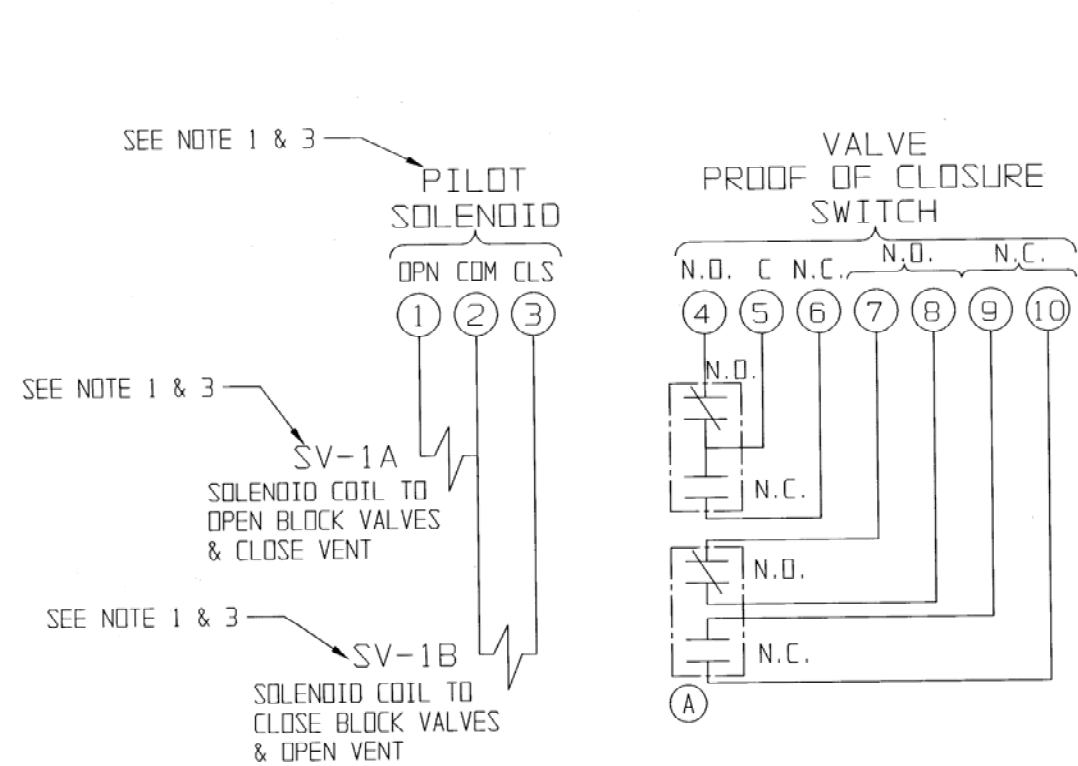 SEE NOTE 1 & 3
PILOT
SOLENOID
OPN COM CLS
1 2 3
SEE NOTE 1 & 3
SV-1A
SOLENOID COIL TO
OPEN BLOCK VALVES
& CLOSE VENT
SEE NOTE 1 & 3
SV-1B
SOLENOID COIL TO
CLOSE BLOCK VALVES
& OPEN VENT
VALVE
PROOF OF CLOSURE
SWITCH
N.O. C N.C. N.O. N.C.
4 5 6 7 8 9 10
N.O.
N.C.
N.O.
N.C.
A